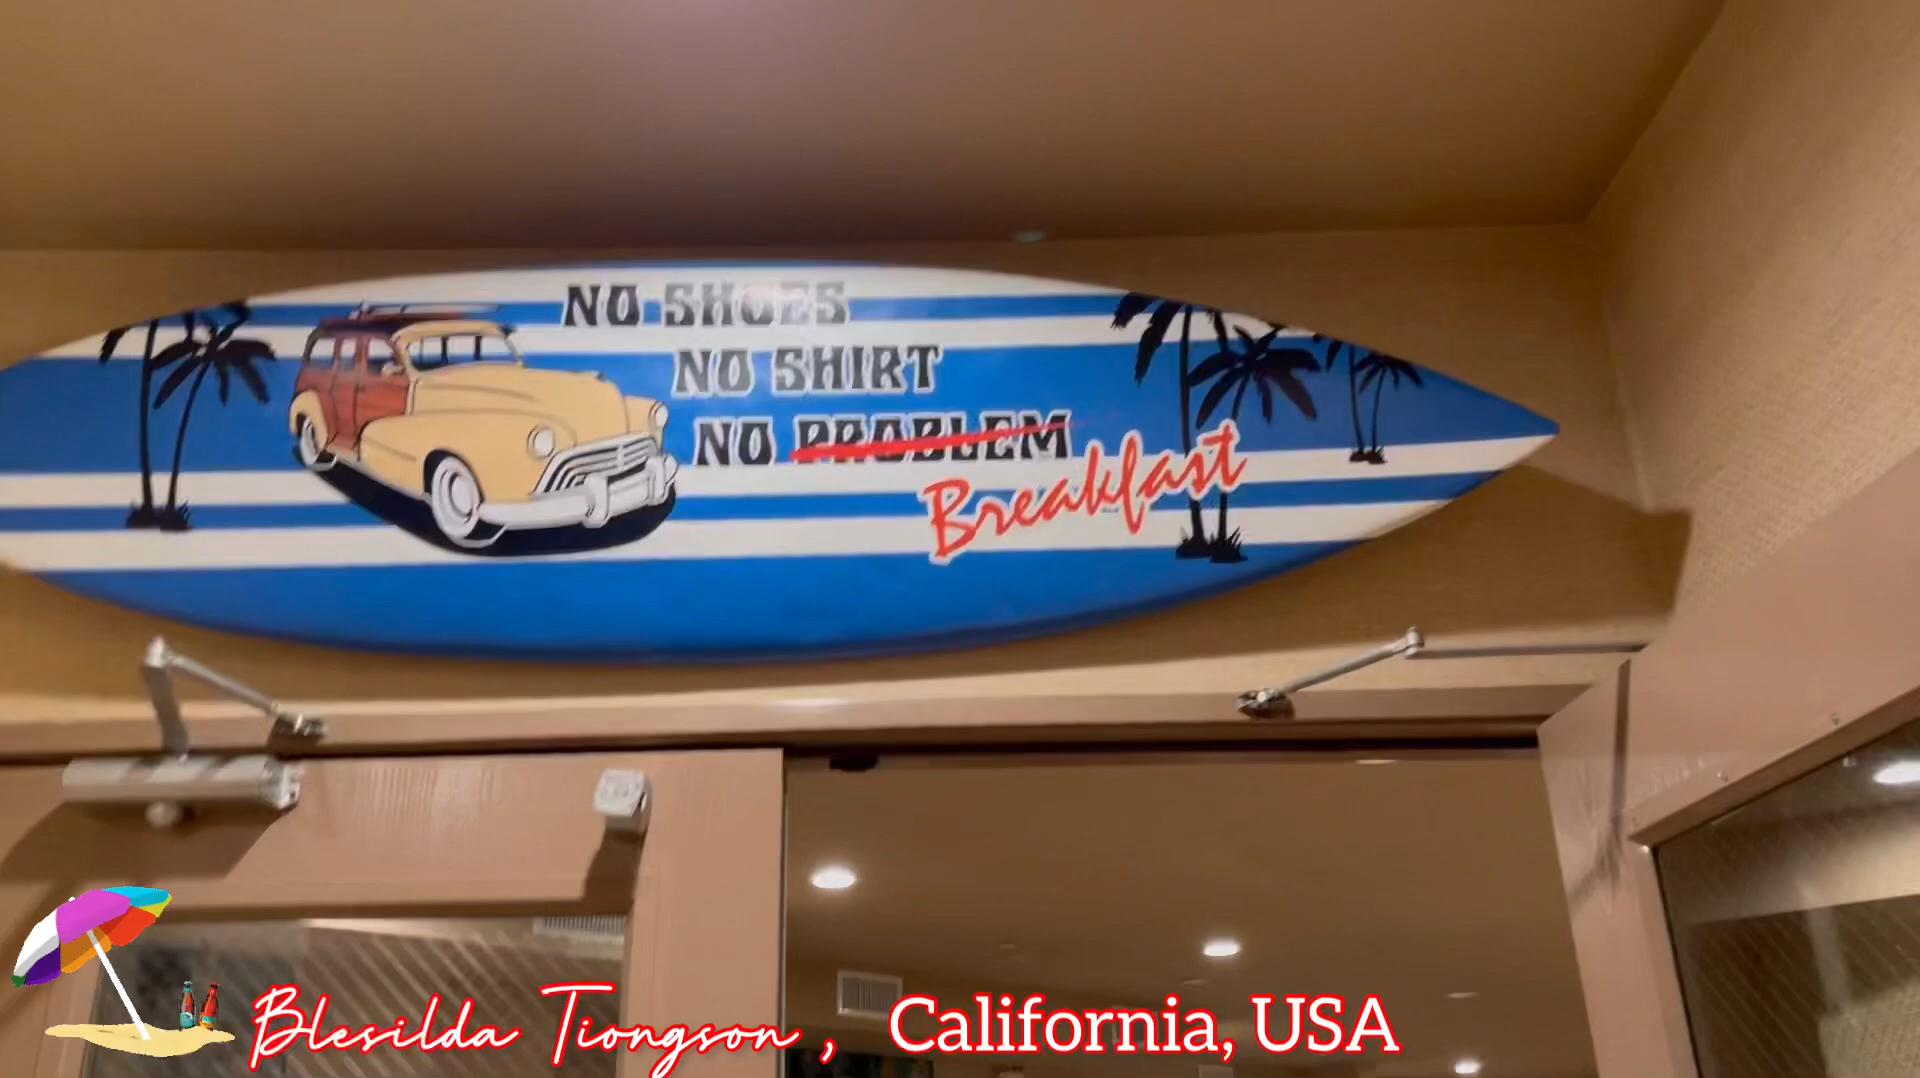 NO SHOES
NO SHIRT
NO PROBLEM
Breakfast
Blesilda Tiongson, California, USA